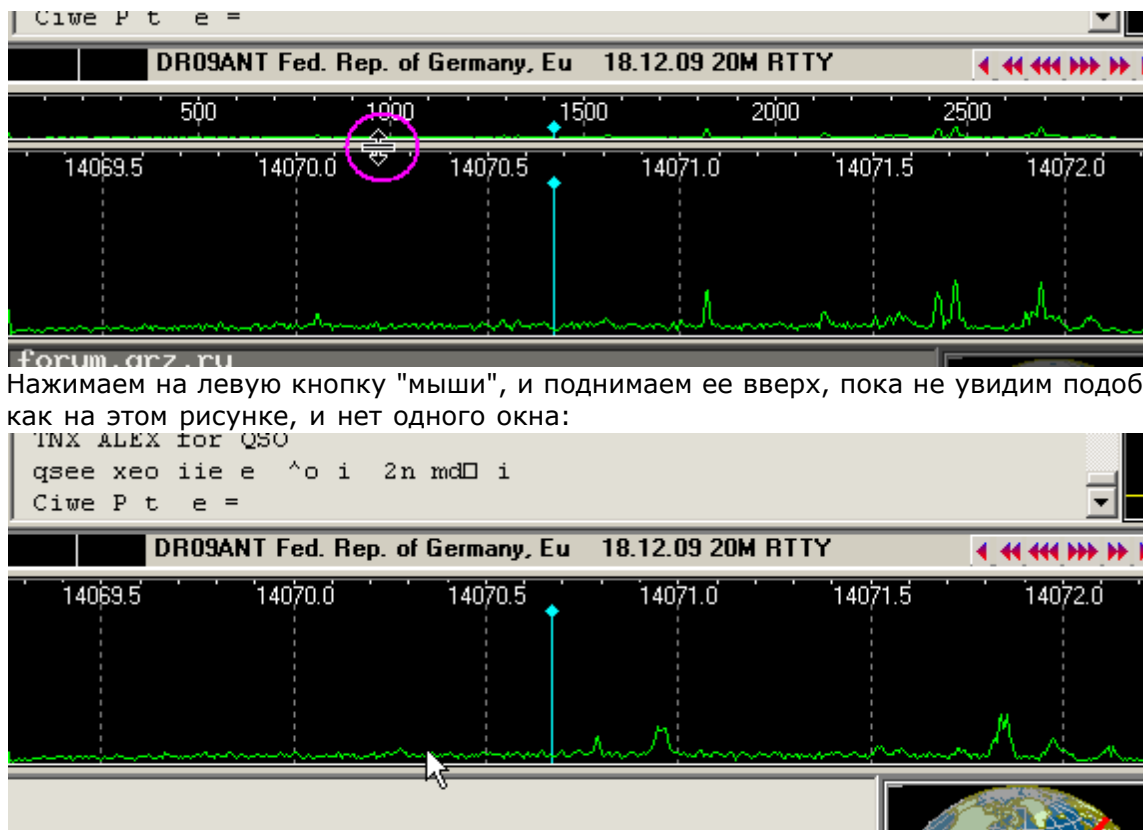 Ciwe P t  e =
DR09ANT Fed. Rep. of Germany, Eu 18.12.09 20M RTTY
500 1000 1500 2000 2500
14069.5 14070.0 14070.5 14071.0 14071.5 14072.0
forum.qrz.ru
Нажимаем на левую кнопку "мыши", и поднимаем ее вверх, пока не увидим подоб
как на этом рисунке, и нет одного окна:
TNX ALEX for QSO
qsee xeo iie e ^o i 2n md□ i
Ciwe P t e =
DR09ANT Fed. Rep. of Germany, Eu 18.12.09 20M RTTY
14069.5 14070.0 14070.5 14071.0 14071.5 14072.0